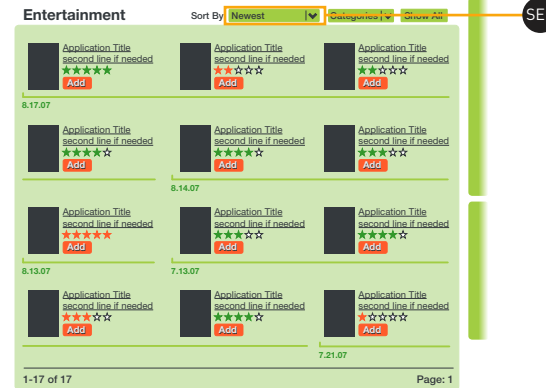 Entertainment Sort By Newest Categories Show All SE
Application Title Application Title Application Title
second line if needed second line if needed second line if needed
Add Add Add
8.17.07
Application Title Application Title Application Title
second line if needed second line if needed second line if needed
Add Add Add
8.14.07
Application Title Application Title Application Title
second line if needed second line if needed second line if needed
Add Add Add
8.13.07 7.13.07
Application Title Application Title Application Title
second line if needed second line if needed second line if needed
Add Add Add
7.21.07
1-17 of 17 Page: 1